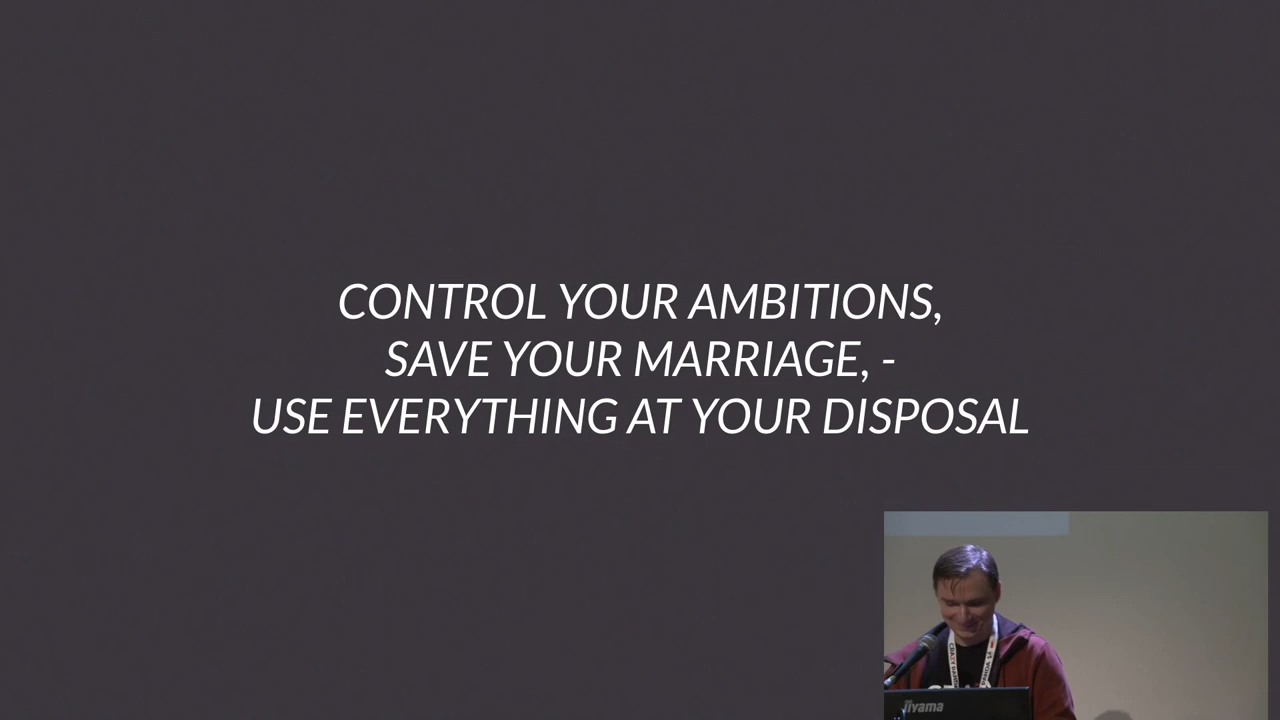 CONTROL YOUR AMBITIONS,
SAVE YOUR MARRIAGE, -
USE EVERYTHING AT YOUR DISPOSAL
iiyama